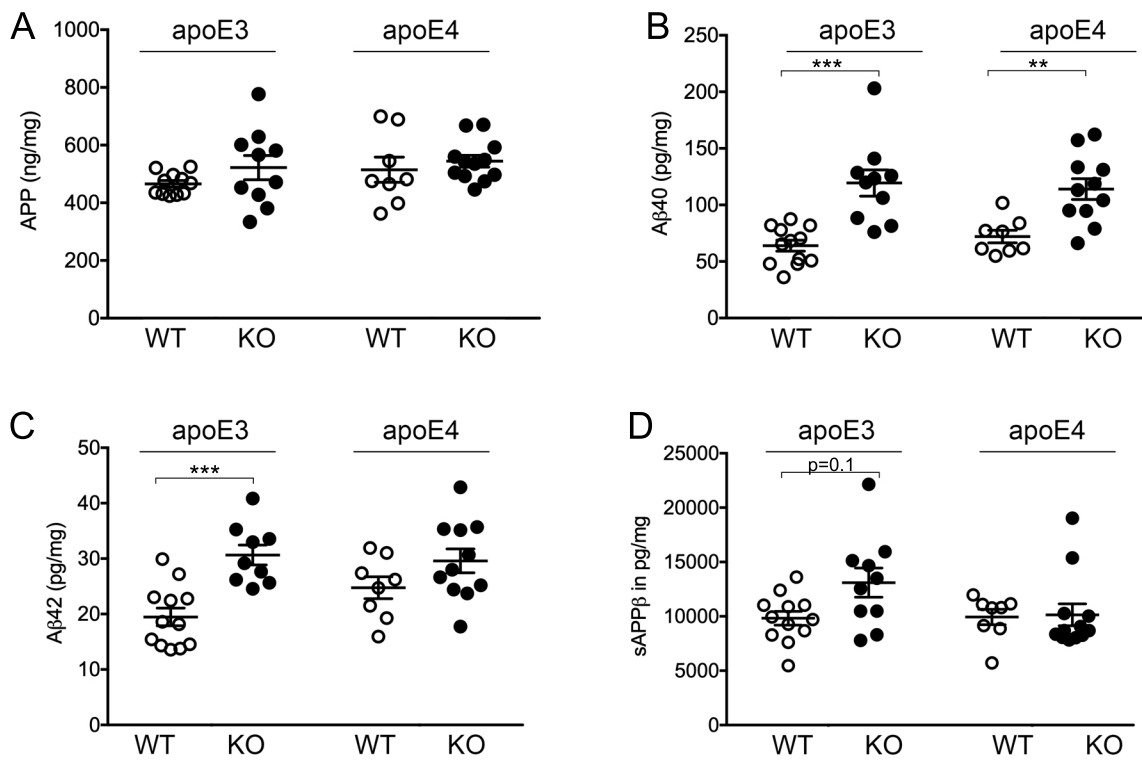 A
apoE3 apoE4
APP (ng/mg)
1000
800
600
400
200
0
WT KO WT KO
B
apoE3 apoE4
*** **
Aβ40 (pg/mg)
250
200
150
100
50
0
WT KO WT KO
C
apoE3 apoE4
***
Aβ42 (pg/mg)
50
40
30
20
10
0
WT KO WT KO
D
apoE3 apoE4
p=0.1
sAPPβ in pg/mg
25000
20000
15000
10000
5000
0
WT KO WT KO